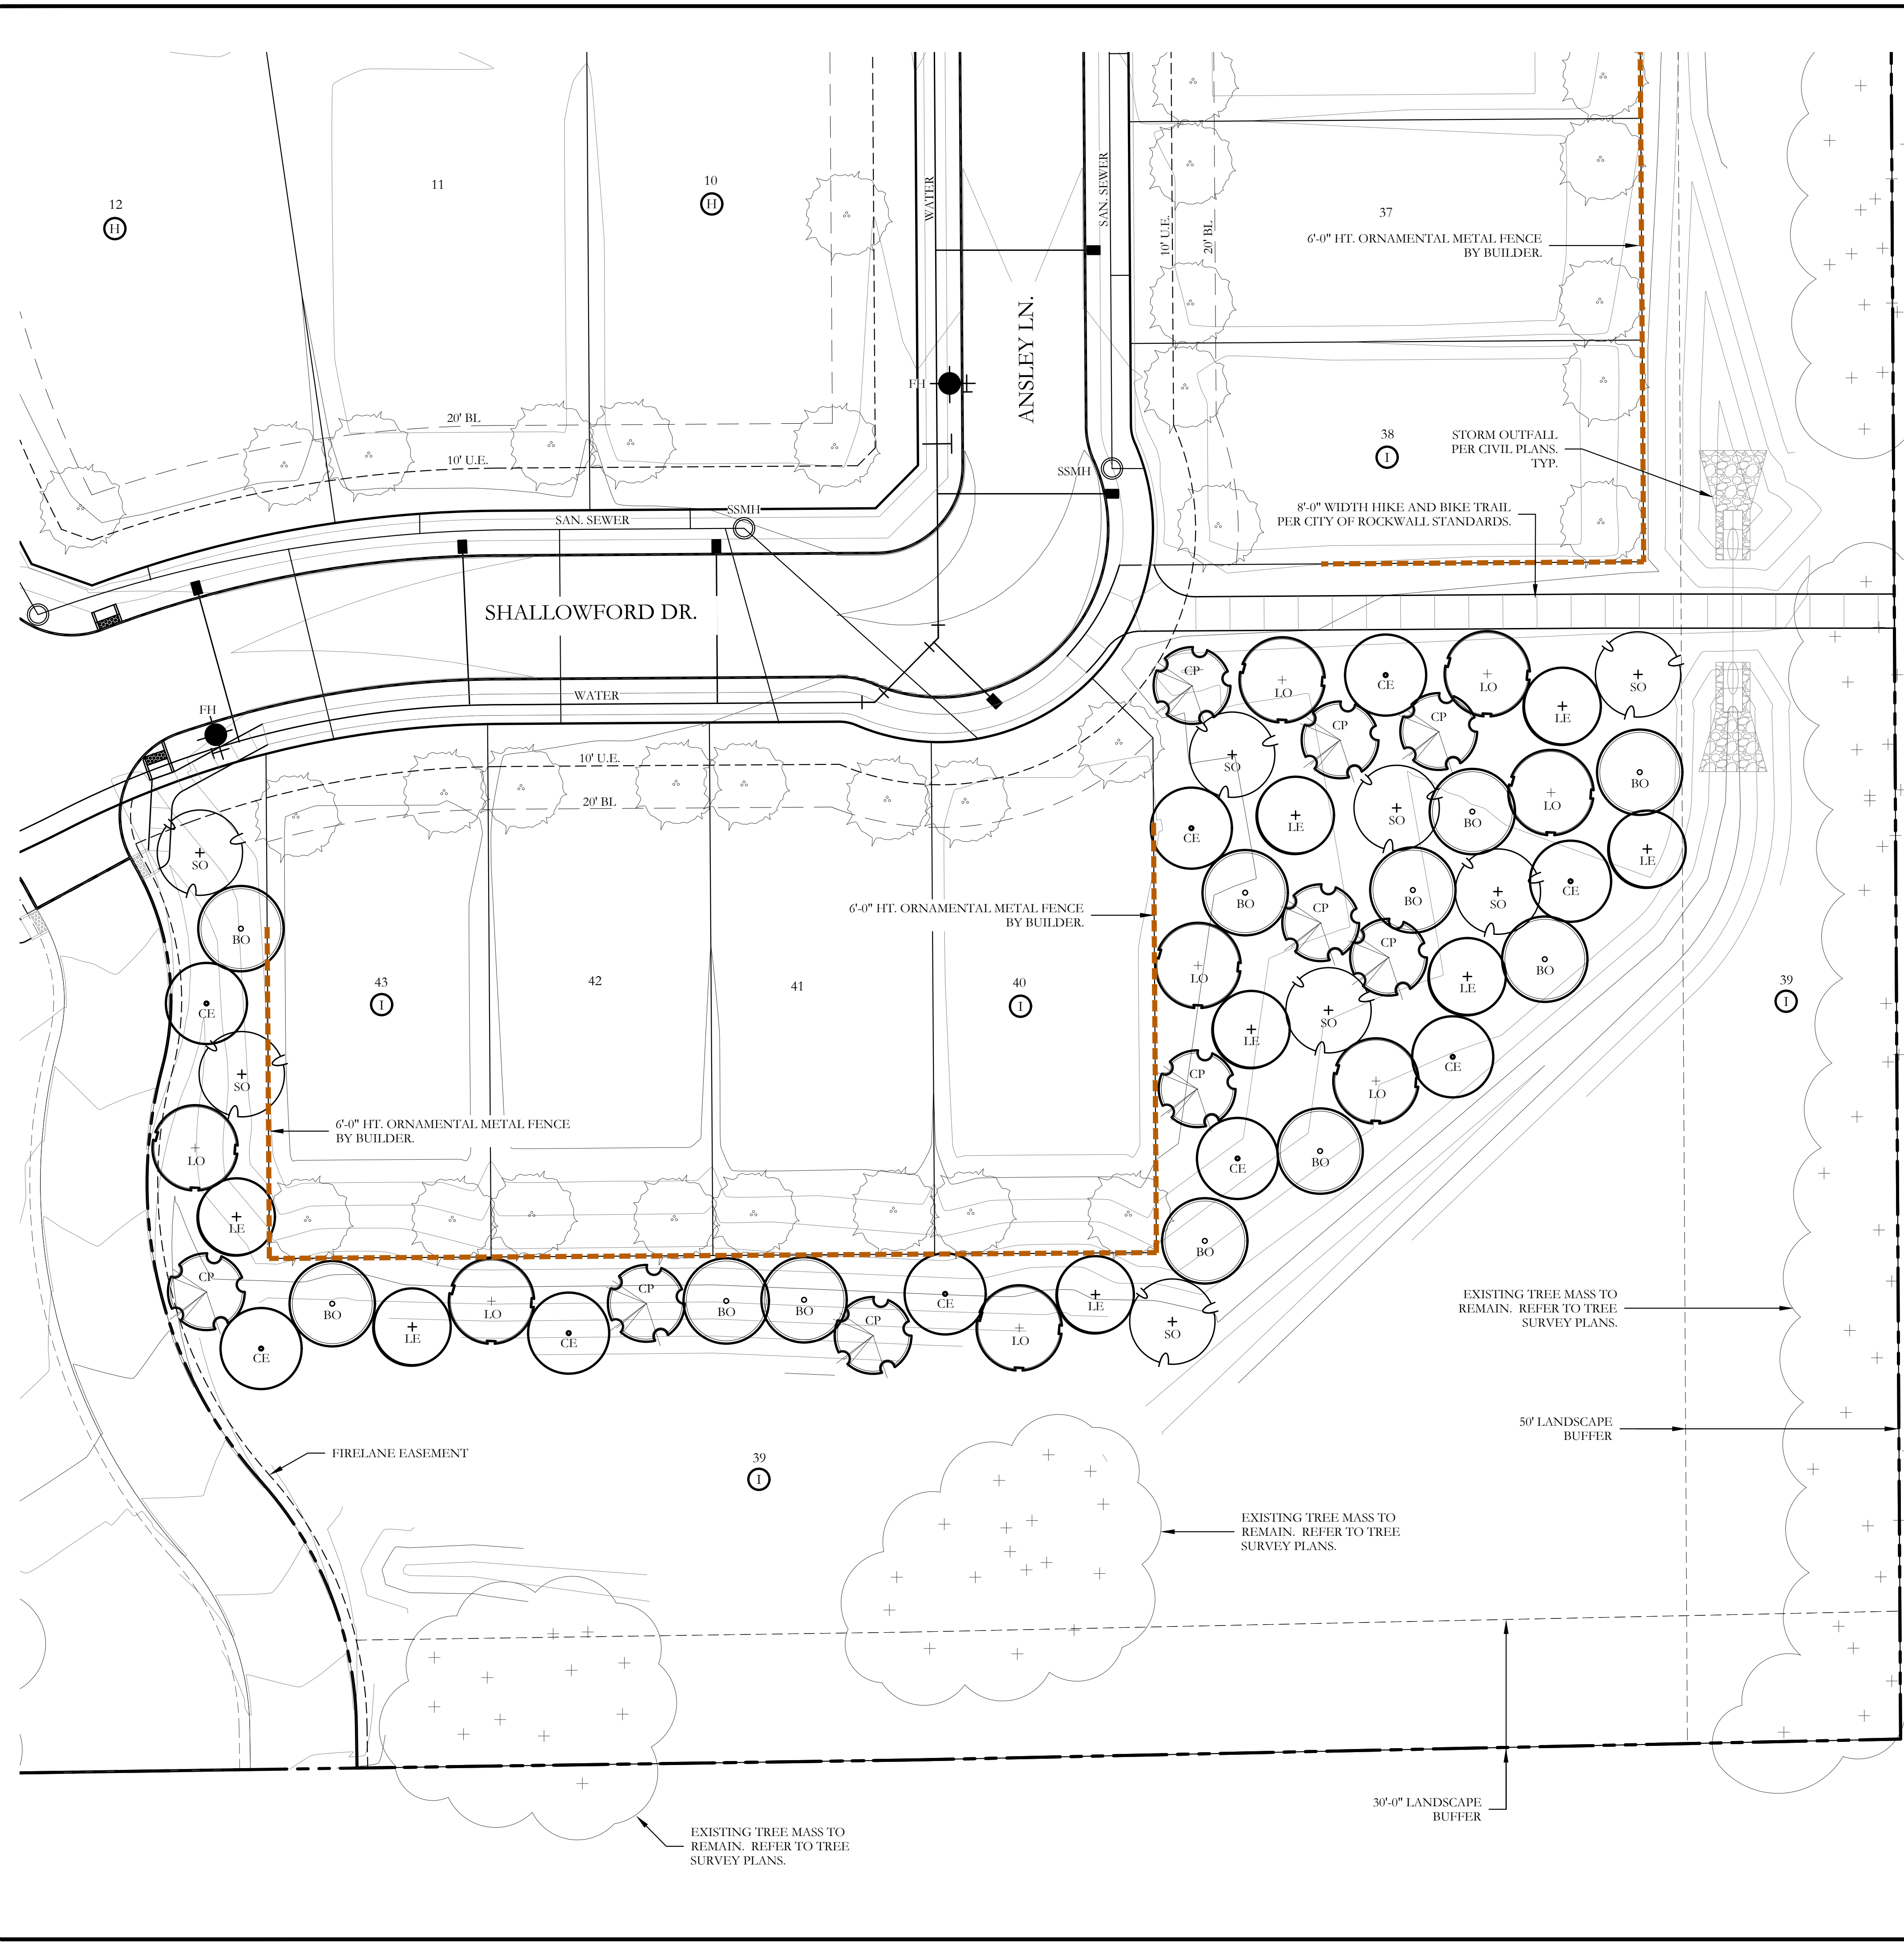 12
H
11
10
H
WATER
SAN. SEWER
ANSLEY LN.
10' U.E.
20' BL
37
6'-0" HT. ORNAMENTAL METAL FENCE
BY BUILDER.
FH
20' BL
10' U.E.
38
I
STORM OUTFALL
PER CIVIL PLANS.
TYP.
SSMH
8'-0" WIDTH HIKE AND BIKE TRAIL
PER CITY OF ROCKWALL STANDARDS.
SSMH
SAN. SEWER
SHALLOWFORD DR.
WATER
FH
10' U.E.
20' BL
CP
LO
CE
LO
SO
LE
CP
CP
SO
BO
LE
SO
BO
LO
CE
LE
SO
BO
CE
BO
BO
SO
CP
CP
LO
LE
BO
LE
SO
CE
LO
CP
CE
BO
BO
6'-0" HT. ORNAMENTAL METAL FENCE
BY BUILDER.
43
I
42
41
40
I
39
I
BO
CE
SO
LO
LE
6'-0" HT. ORNAMENTAL METAL FENCE
BY BUILDER.
CP
CE
BO
LE
LO
CE
CP
BO
BO
CP
CE
LO
LE
SO
EXISTING TREE MASS TO
REMAIN. REFER TO TREE
SURVEY PLANS.
50' LANDSCAPE
BUFFER
FIRELANE EASEMENT
39
I
EXISTING TREE MASS TO
REMAIN. REFER TO TREE
SURVEY PLANS.
30'-0" LANDSCAPE
BUFFER
EXISTING TREE MASS TO
REMAIN. REFER TO TREE
SURVEY PLANS.